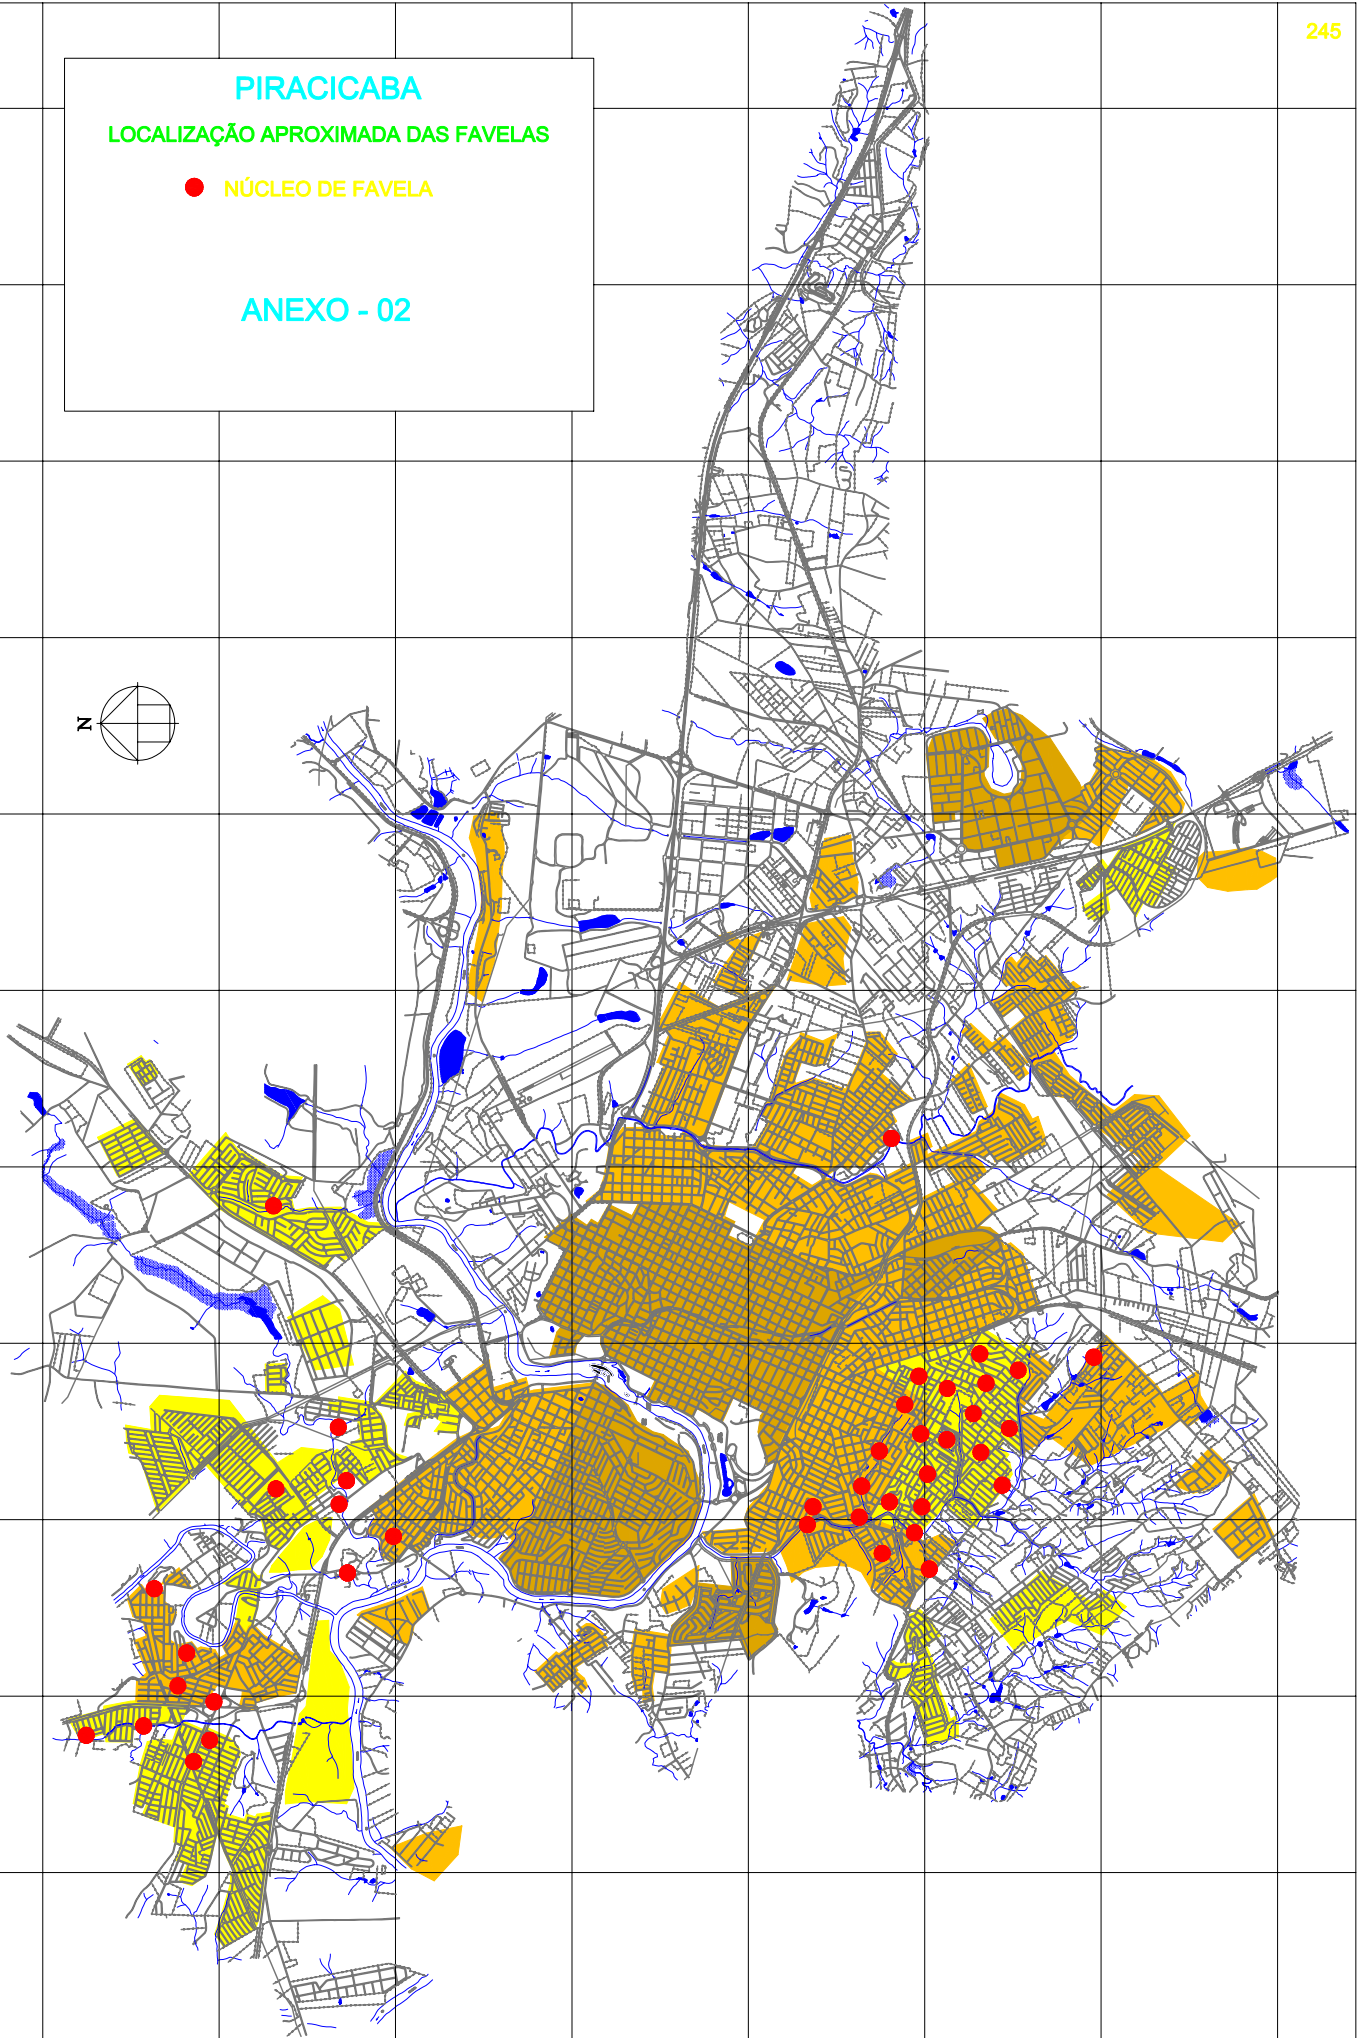 245
PIRACICABA
LOCALIZAÇÃO APROXIMADA DAS FAVELAS
NÚCLEO DE FAVELA
ANEXO - 02
N